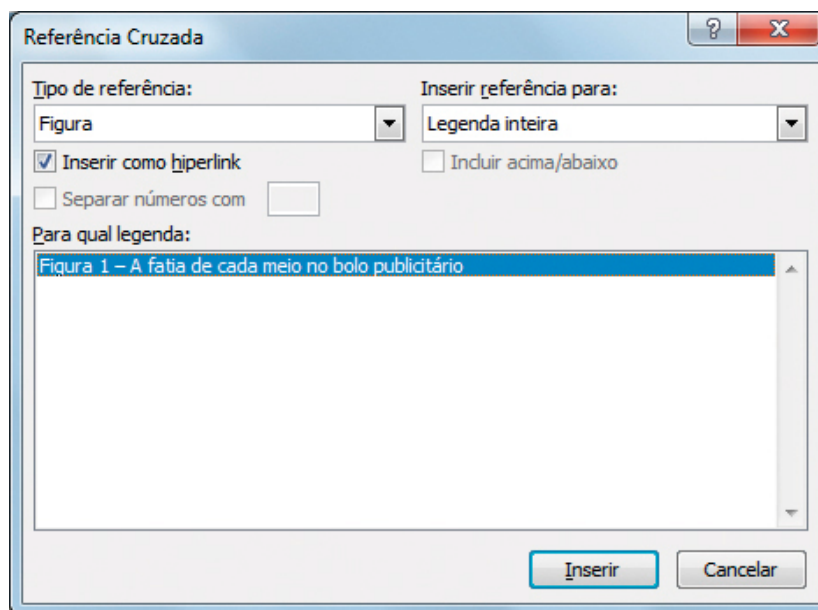 Referência Cruzada
Tipo de referência:
Inserir referência para:
Figura
Legenda inteira
Inserir como hiperlink
Incluir acima/abaixo
Separar números com
Para qual legenda:
Figura 1 – A fatia de cada meio no bolo publicitário
Inserir
Cancelar